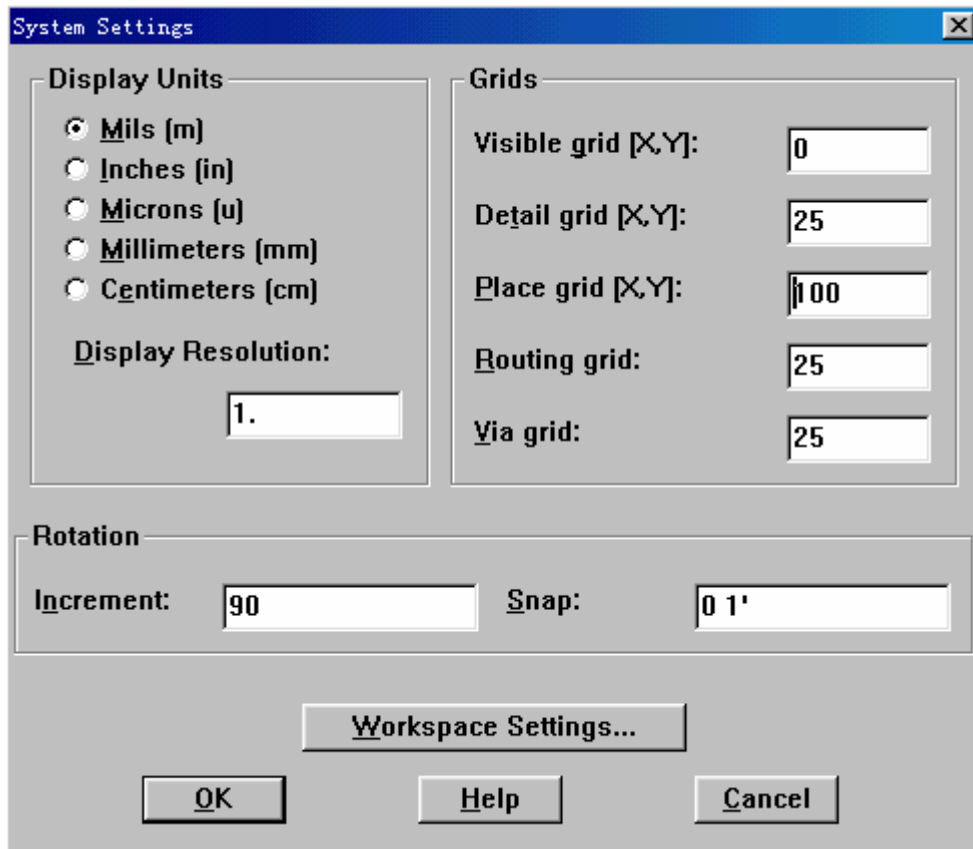 System Settings
Display Units
Mils (m)
Inches (in)
Microns (u)
Millimeters (mm)
Centimeters (cm)
Display Resolution:
1.
Grids
Visible grid [X,Y]:
0
Detail grid [X,Y]:
25
Place grid [X,Y]:
100
Routing grid:
25
Via grid:
25
Rotation
Increment:
90
Snap:
0 1'
Workspace Settings...
OK
Help
Cancel